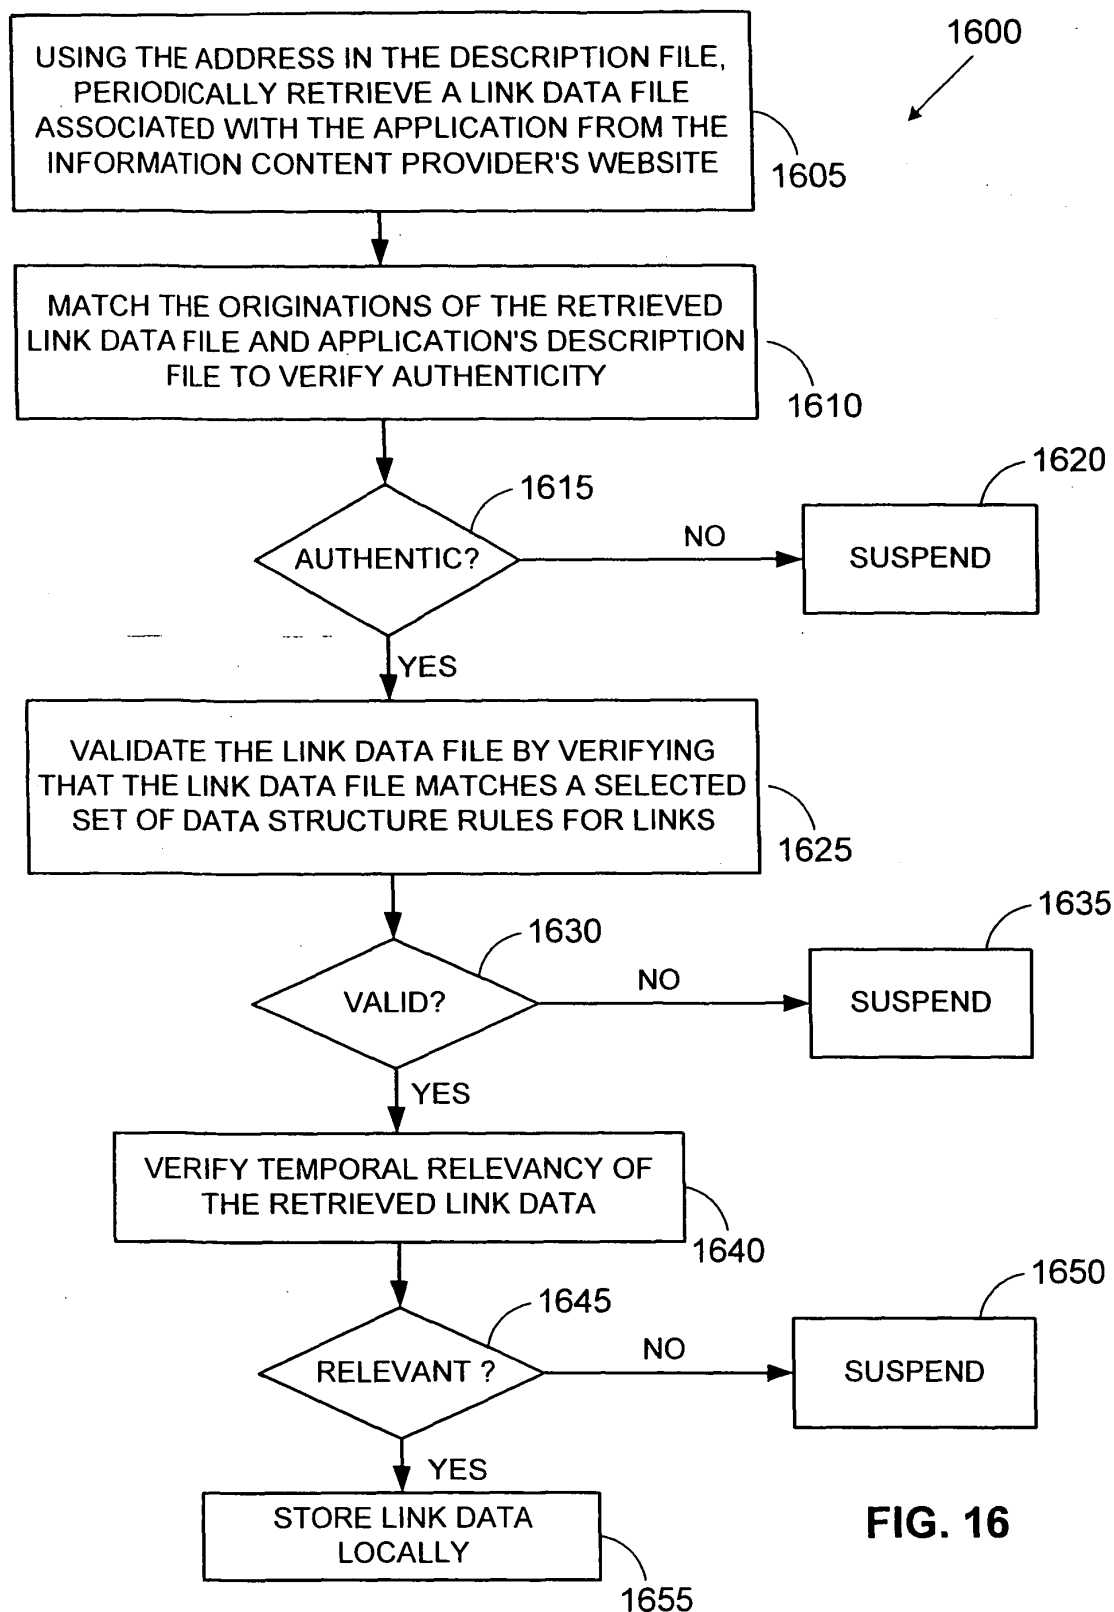 1600
USING THE ADDRESS IN THE DESCRIPTION FILE,
PERIODICALLY RETRIEVE A LINK DATA FILE
ASSOCIATED WITH THE APPLICATION FROM THE
INFORMATION CONTENT PROVIDER'S WEBSITE
1605
MATCH THE ORIGINATIONS OF THE RETRIEVED
LINK DATA FILE AND APPLICATION'S DESCRIPTION
FILE TO VERIFY AUTHENTICITY
1610
1615
1620
AUTHENTIC?
NO
SUSPEND
YES
VALIDATE THE LINK DATA FILE BY VERIFYING
THAT THE LINK DATA FILE MATCHES A SELECTED
SET OF DATA STRUCTURE RULES FOR LINKS
1625
1630
1635
VALID?
NO
SUSPEND
YES
VERIFY TEMPORAL RELEVANCY OF
THE RETRIEVED LINK DATA
1640
1645
1650
RELEVANT ?
NO
SUSPEND
YES
STORE LINK DATA
LOCALLY
1655
FIG. 16